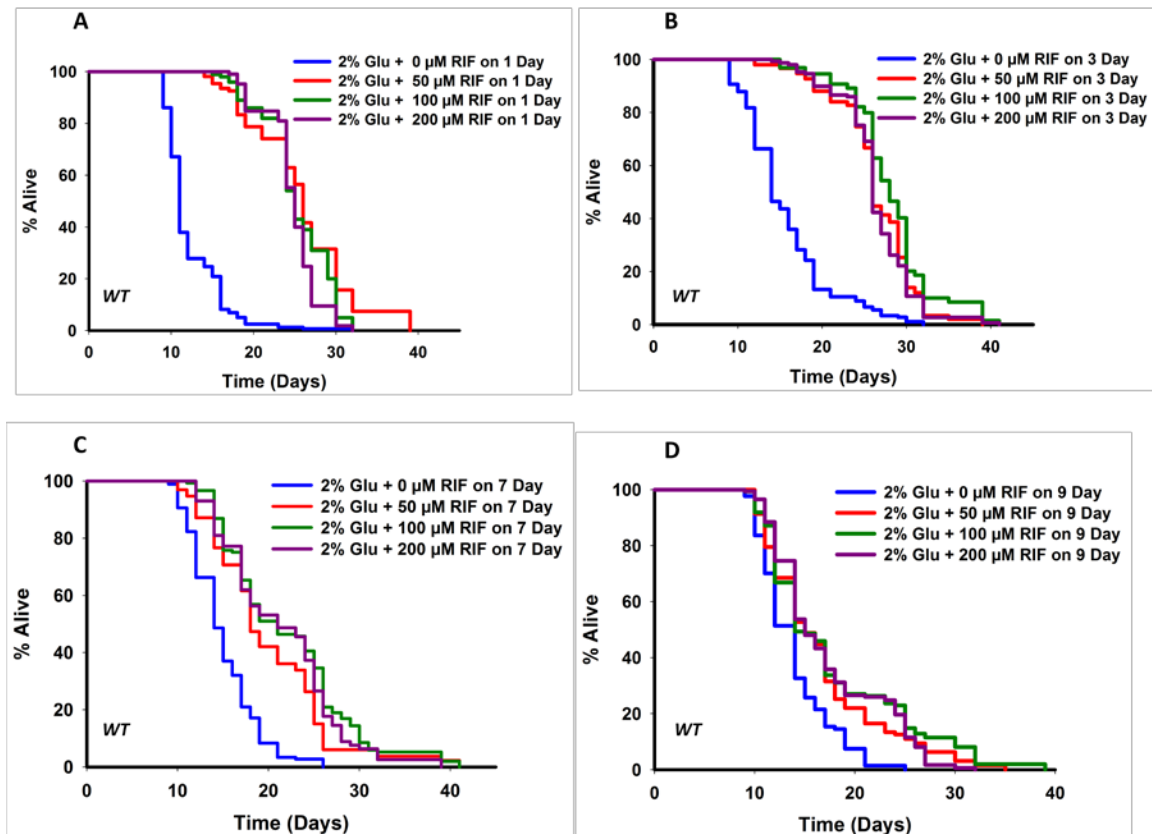 A
2% Glu + 0 µM RIF on 1 Day
2% Glu + 50 µM RIF on 1 Day
2% Glu + 100 µM RIF on 1 Day
2% Glu + 200 µM RIF on 1 Day
100
80
60
40
20
0
% Alive
WT
0 10 20 30 40
Time (Days)
B
2% Glu + 0 µM RIF on 3 Day
2% Glu + 50 µM RIF on 3 Day
2% Glu + 100 µM RIF on 3 Day
2% Glu + 200 µM RIF on 3 Day
100
80
60
40
20
0
% Alive
WT
0 10 20 30 40
Time (Days)
C
2% Glu + 0 µM RIF on 7 Day
2% Glu + 50 µM RIF on 7 Day
2% Glu + 100 µM RIF on 7 Day
2% Glu + 200 µM RIF on 7 Day
100
80
60
40
20
0
% Alive
WT
0 10 20 30 40
Time (Days)
D
2% Glu + 0 µM RIF on 9 Day
2% Glu + 50 µM RIF on 9 Day
2% Glu + 100 µM RIF on 9 Day
2% Glu + 200 µM RIF on 9 Day
100
80
60
40
20
0
% Alive
WT
0 10 20 30 40
Time (Days)